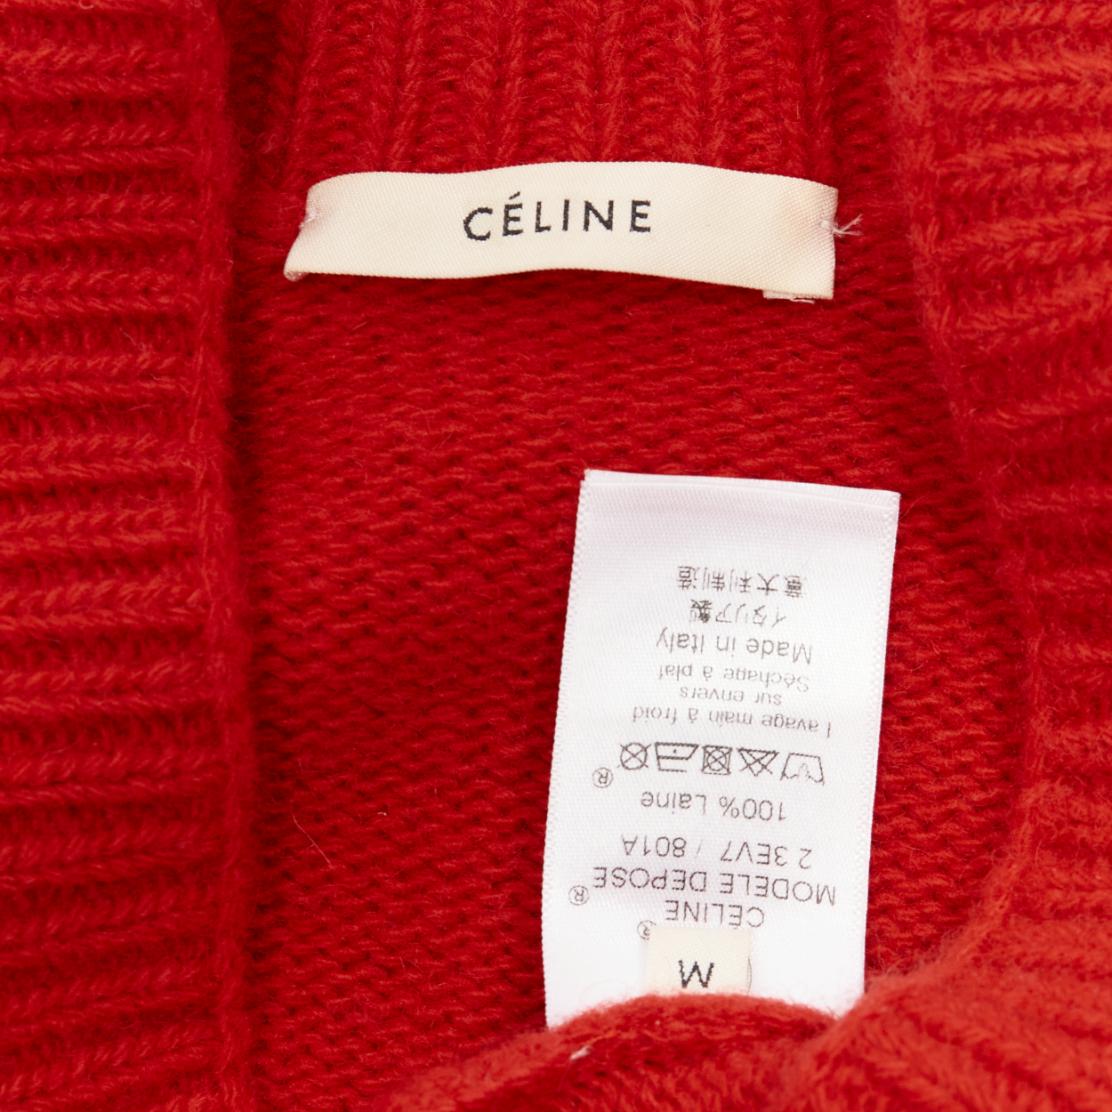 CÉLINE
M
CÉLINE
MODELE DEPOSE
2 3EV7 / 801A
100% Laine
Lavage main à froid
sur envers
Séchage à plat
Made in Italy
イタリア製
意大利制造